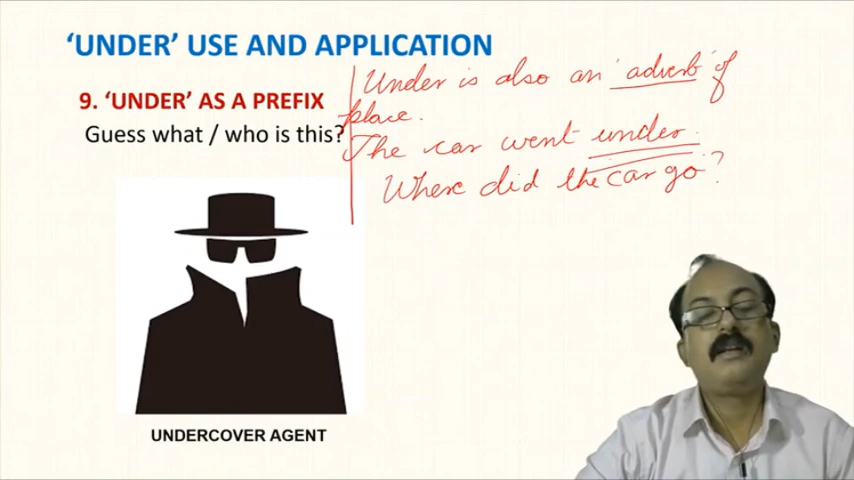 'UNDER' USE AND APPLICATION
9. 'UNDER' AS A PREFIX
Guess what / who is this?
Under is also an 'adverb' of
place.
The car went under.
Where did the car go?
UNDERCOVER AGENT